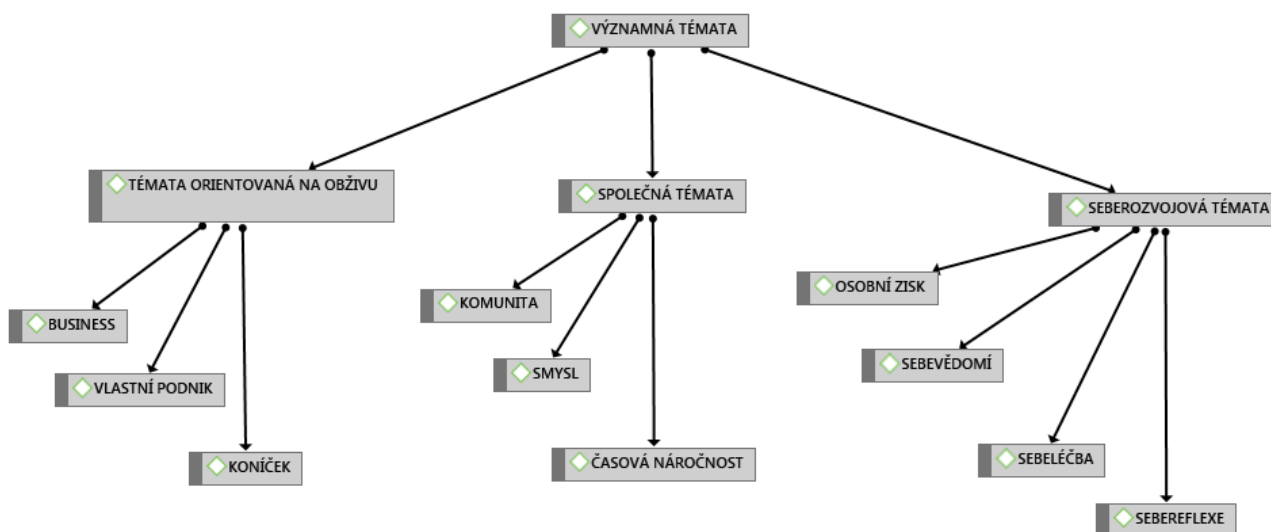 VÝZNAMNÁ TÉMATA
TÉMATA ORIENTOVANÁ NA OBŽIVU
SPOLEČNÁ TÉMATA
SEBEROZVOJOVÁ TÉMATA
BUSINESS
VLASTNÍ PODNIK
KONÍČEK
KOMUNITA
SMYSL
ČASOVÁ NÁROČNOST
OSOBNÍ ZISK
SEBEVĚDOMÍ
SEBELÉČBA
SEBEREFLEXE